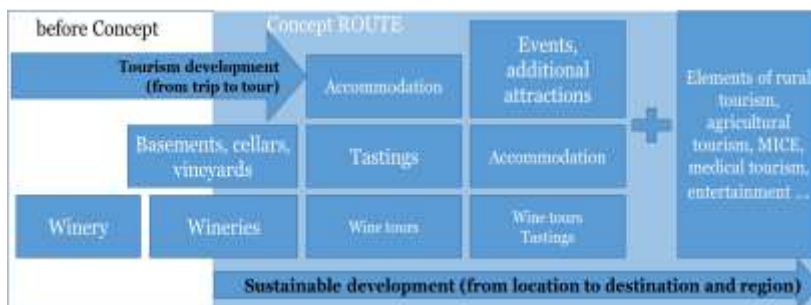 before Concept
Concept ROUTE
Tourism development
(from trip to tour)
Accommodation
Events,
additional
attractions
Elements of rural
tourism,
agricultural
tourism, MICE,
medical tourism,
entertainment ...
Basements, cellars,
vineyards
Tastings
Accommodation
Winery
Wineries
Wine tours
Wine tours
Tastings
Sustainable development (from location to destination and region)